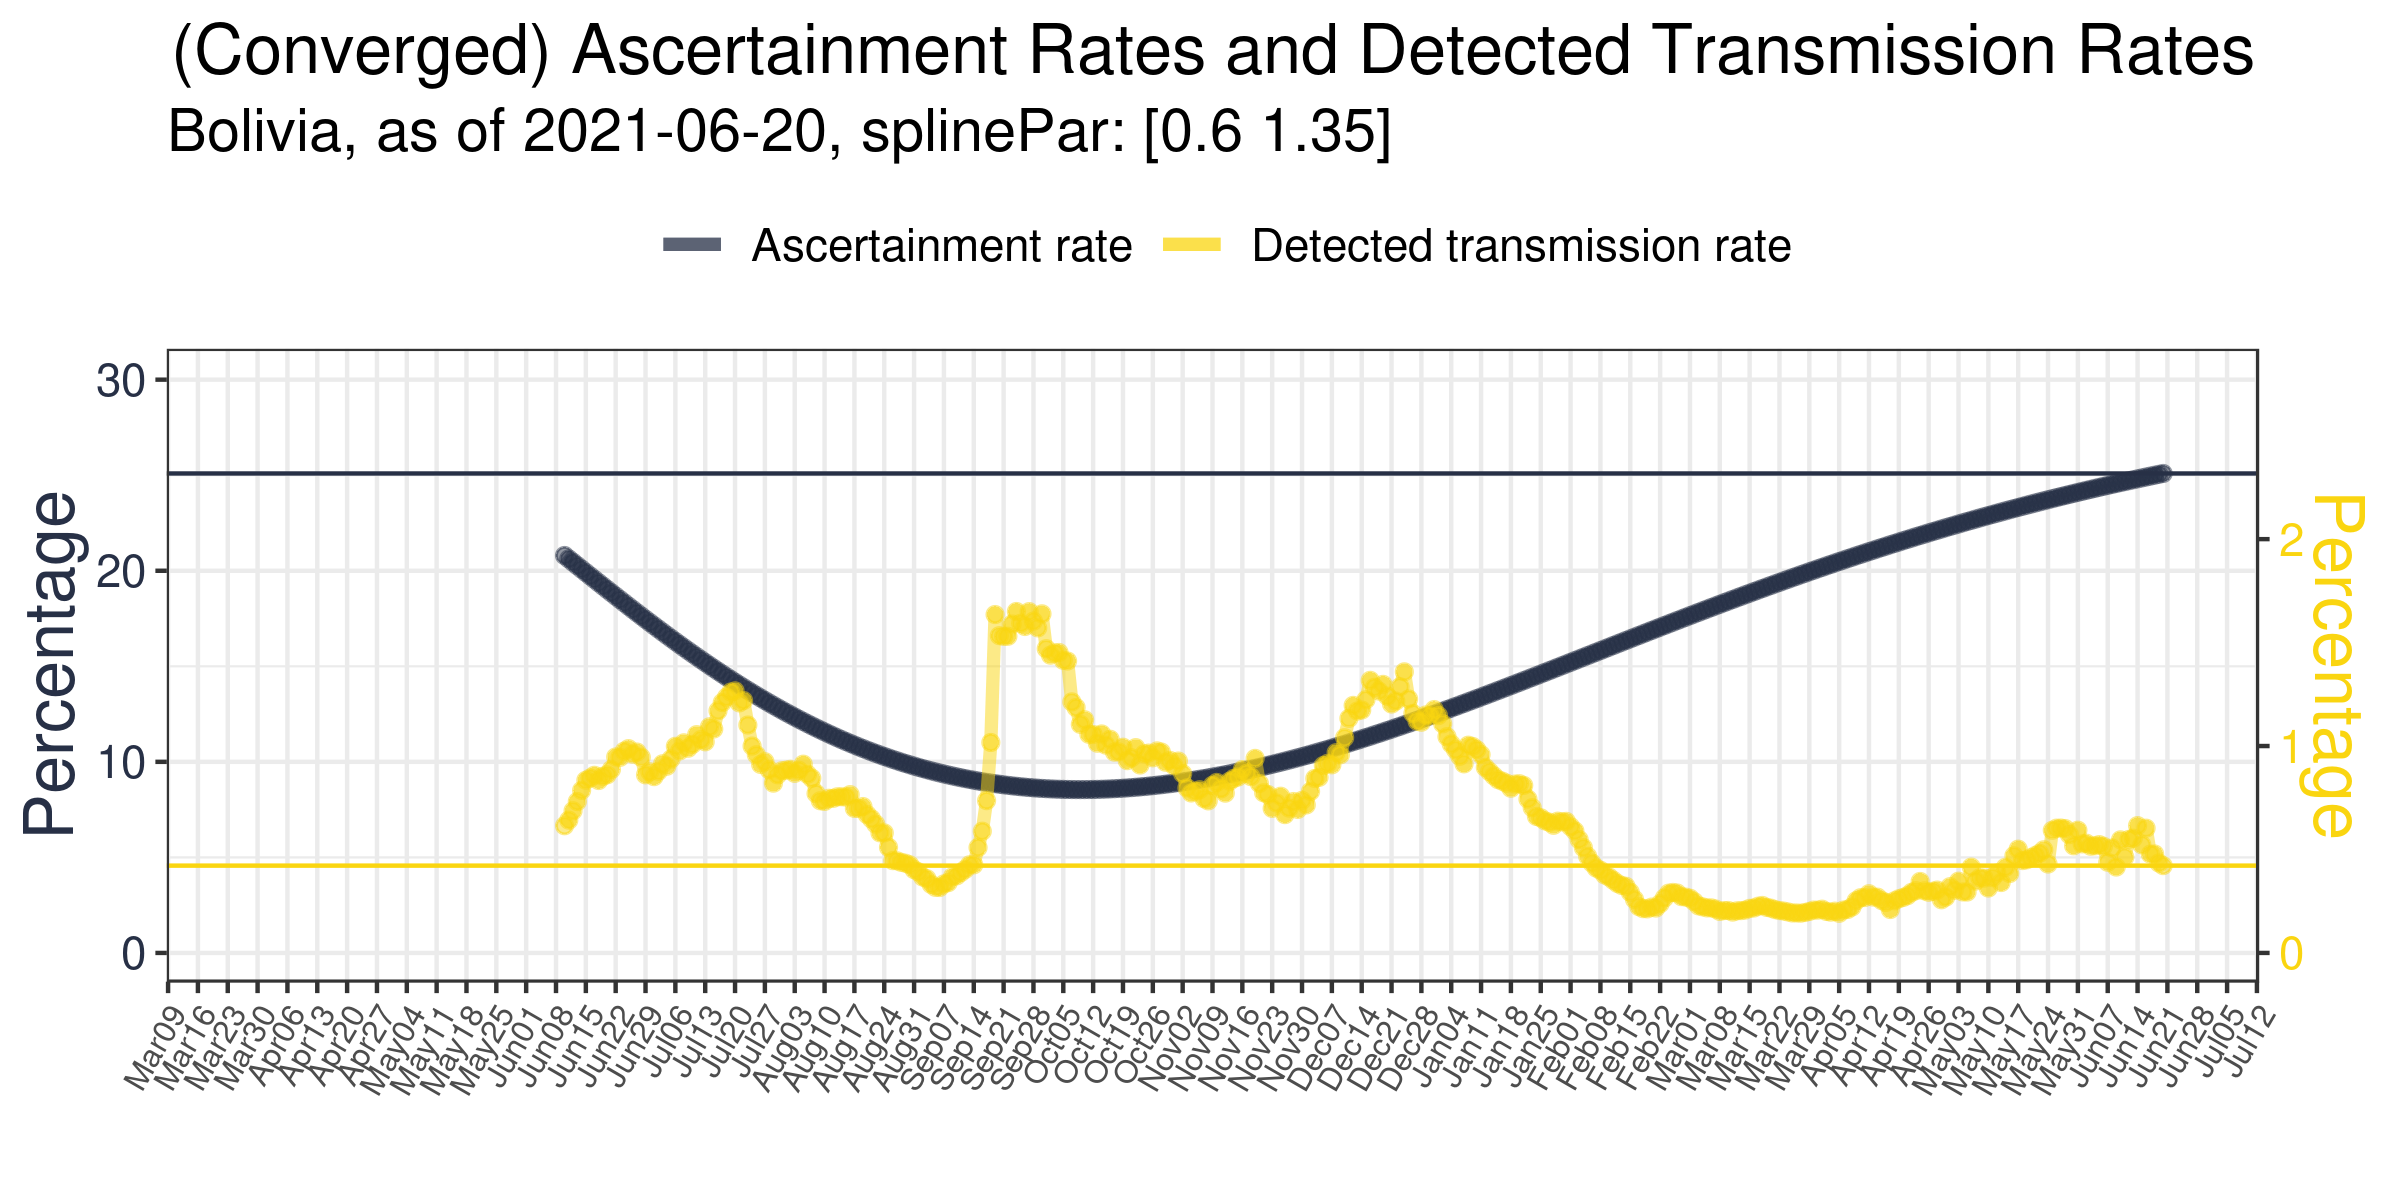 (Converged) Ascertainment Rates and Detected Transmission Rates
Bolivia, as of 2021-06-20, splinePar: [0.6 1.35]
Ascertainment rate
Detected transmission rate
Percentage
30
20
10
0
2
1
0
Percentage
Mar09
Mar16
Mar23
Mar30
Apr06
Apr13
Apr20
Apr27
May04
May11
May18
May25
Jun01
Jun08
Jun15
Jun22
Jun29
Jul06
Jul13
Jul20
Jul27
Aug03
Aug10
Aug17
Aug24
Aug31
Sep07
Sep14
Sep21
Sep28
Oct05
Oct12
Oct19
Oct26
Nov02
Nov09
Nov16
Nov23
Nov30
Dec07
Dec14
Dec21
Dec28
Jan04
Jan11
Jan18
Jan25
Feb01
Feb08
Feb15
Feb22
Mar01
Mar08
Mar15
Mar22
Mar29
Apr05
Apr12
Apr19
Apr26
May03
May10
May17
May24
May31
Jun07
Jun14
Jun21
Jun28
Jul05
Jul12